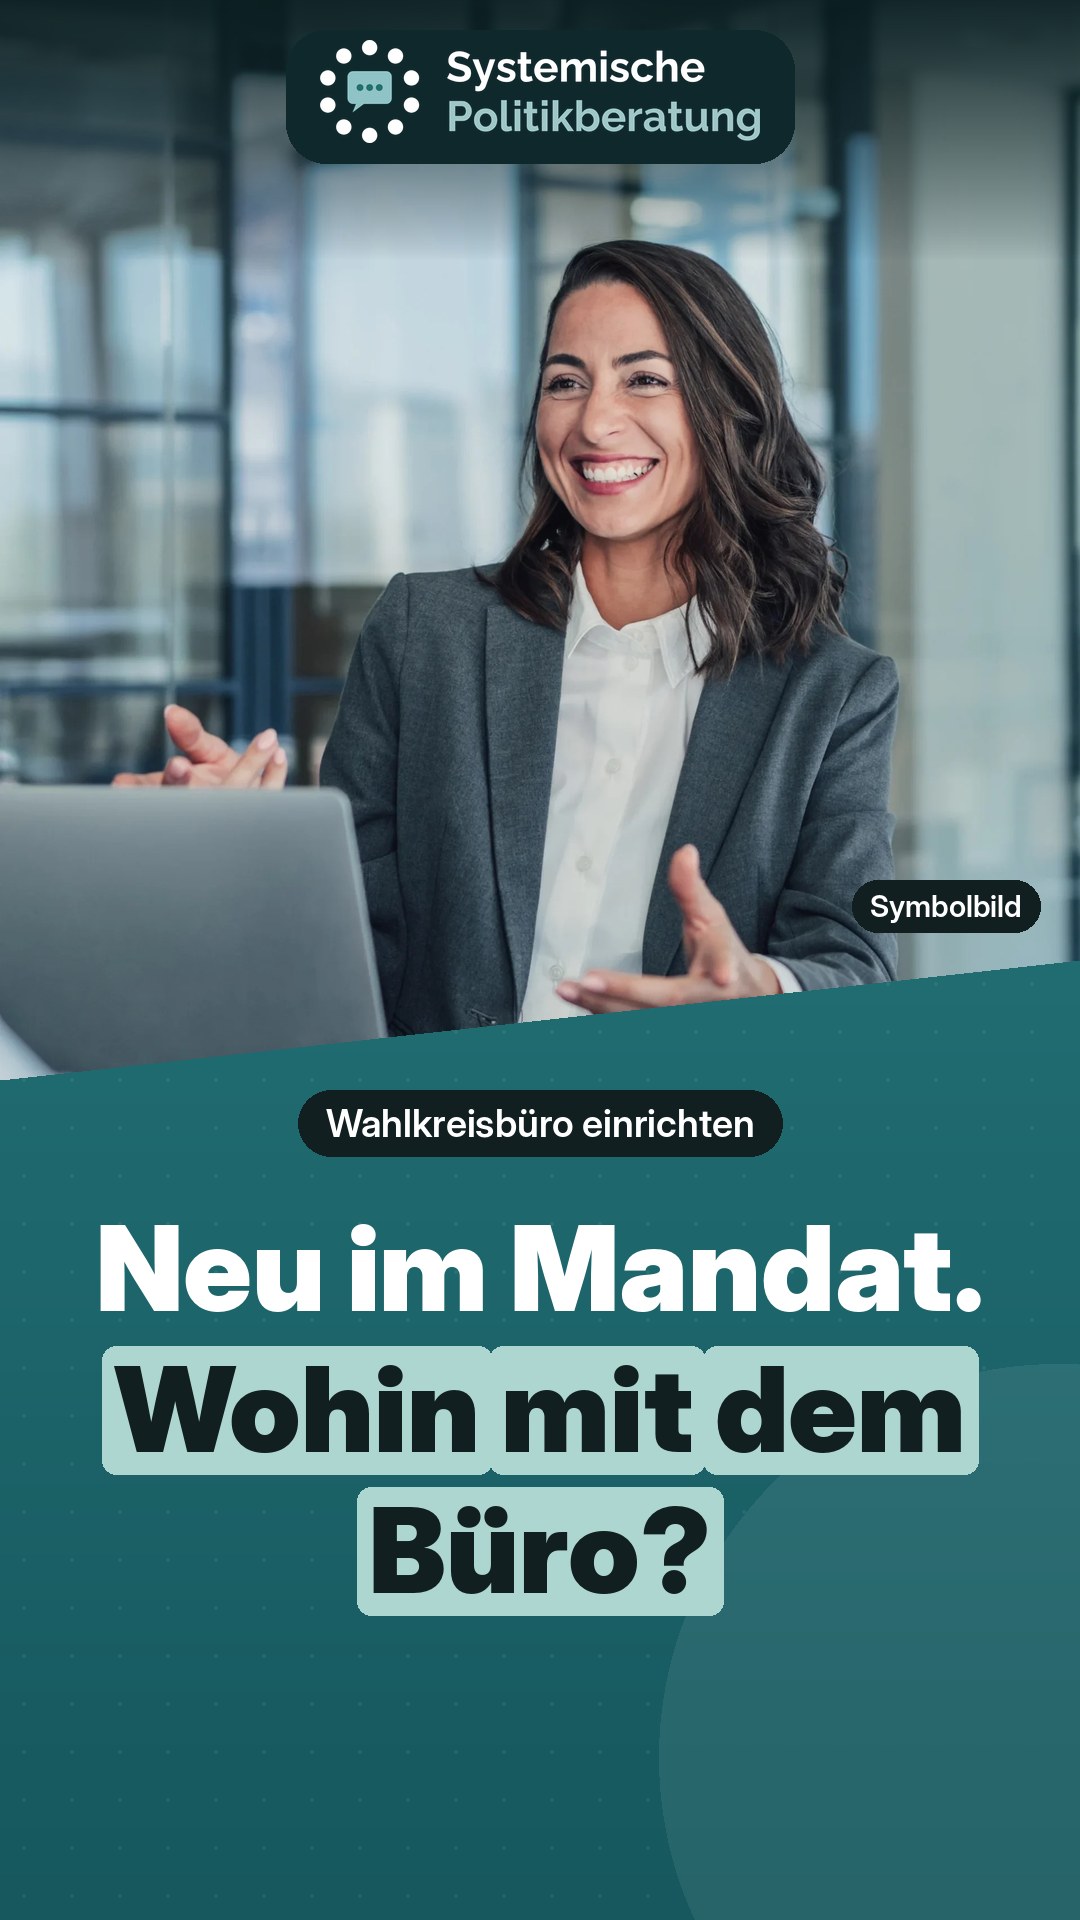 Systemische
Politikberatung
Symbolbild
Wahlkreisbüro einrichten
Neu im Mandat.
Wohin mit dem
Büro?